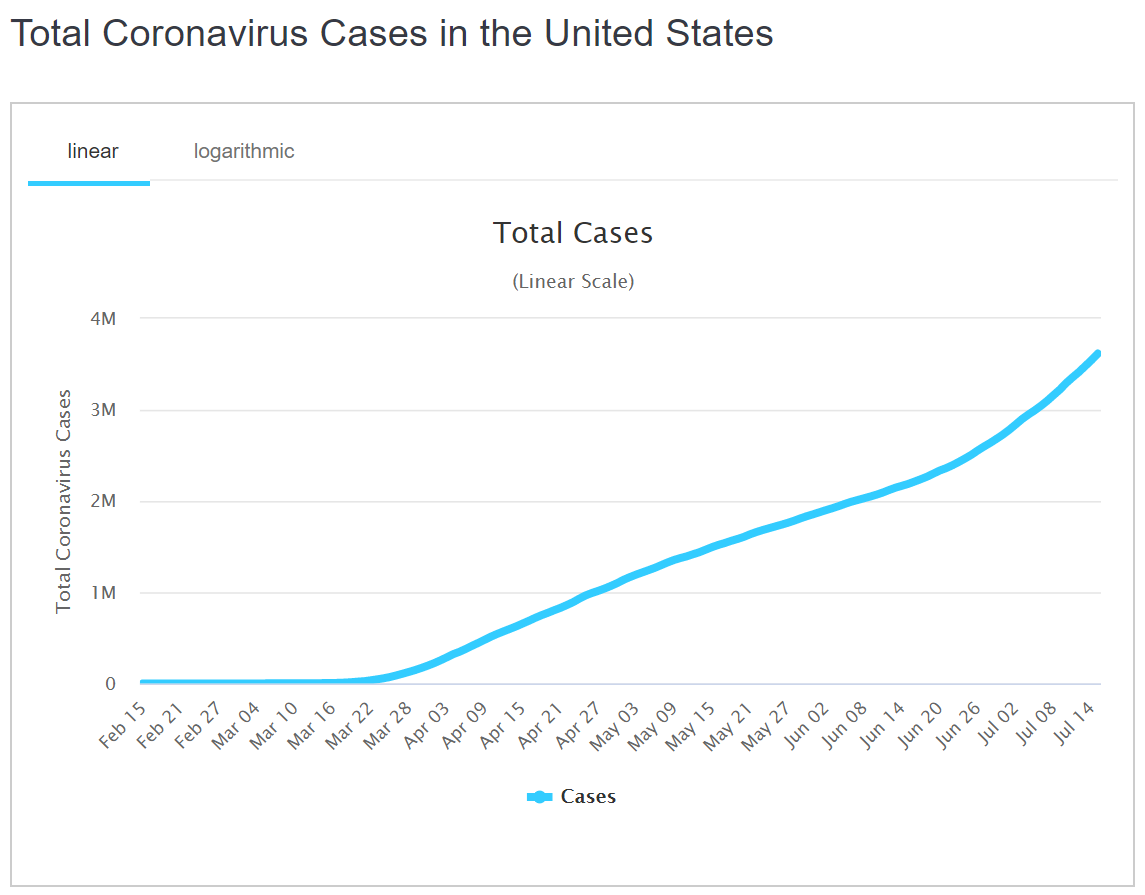 Total Coronavirus Cases in the United States
linear
logarithmic
Total Cases
(Linear Scale)
Total Coronavirus Cases
4M
3M
2M
1M
0
Feb 15
Feb 21
Feb 27
Mar 04
Mar 10
Mar 16
Mar 22
Mar 28
Apr 03
Apr 09
Apr 15
Apr 21
Apr 27
May 03
May 09
May 15
May 21
May 27
Jun 02
Jun 08
Jun 14
Jun 20
Jun 26
Jul 02
Jul 08
Jul 14
Cases